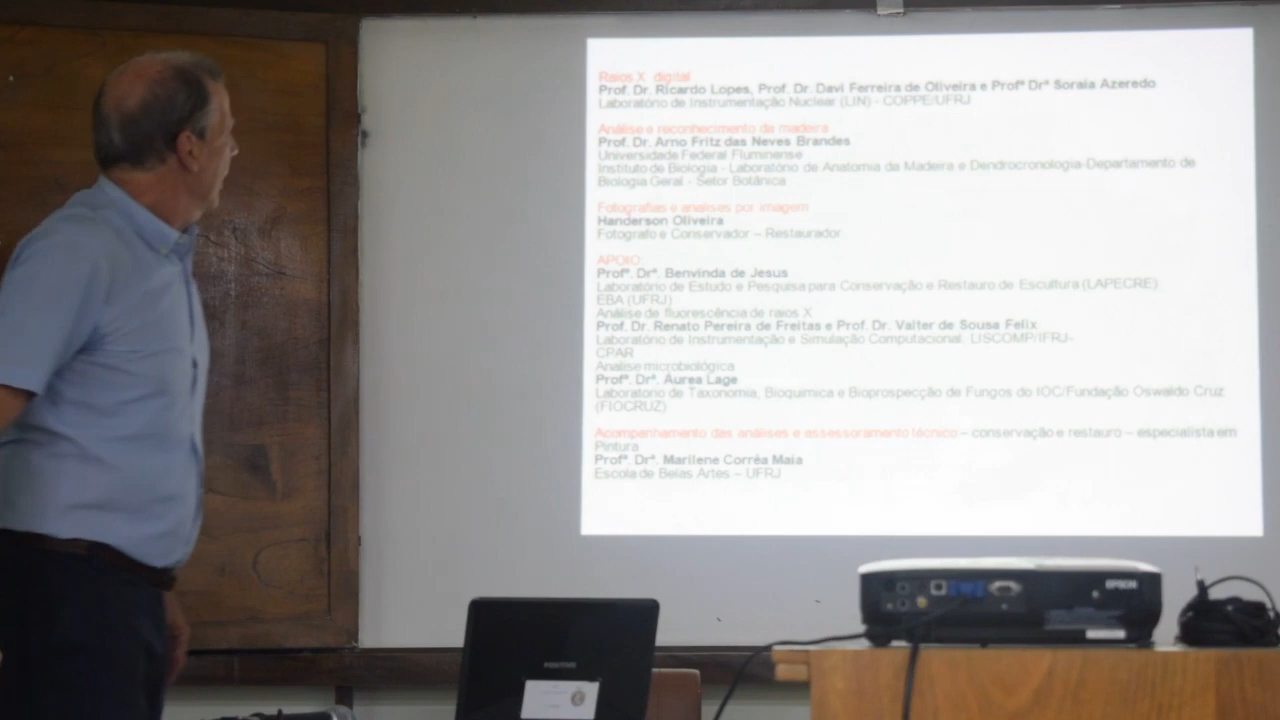 Raios X digital
Prof. Dr. Ricardo Lopes, Prof. Dr. Davi Ferreira de Oliveira e Profª Drª Soraia Azeredo
Laboratório de Instrumentação Nuclear (LIN) - COPPE/UFRJ
Análise e reconhecimento da madeira
Prof. Dr. Arno Fritz das Neves Brandes
Universidade Federal Fluminense
Instituto de Biologia - Laboratório de Anatomia da Madeira e Dendrocronologia-Departamento de
Biologia Geral - Setor Botânica
Fotografias e analises por imagem
Handerson Oliveira
Fotografo e Conservador – Restaurador
APOIO:
Profª. Drª. Benvinda de Jesus
Laboratório de Estudo e Pesquisa para Conservação e Restauro de Escultura (LAPECRE)
EBA (UFRJ)
Análise de fluorescência de raios X
Prof. Dr. Renato Pereira de Freitas e Prof. Dr. Valter de Sousa Felix
Laboratório de Instrumentação e Simulação Computacional. LISCOMP/IFRJ-
CPAR
Analise microbiológica
Profª. Drª. Aurea Lage
Laboratorio de Taxonomia, Bioquimica e Bioprospecção de Fungos do IOC/Fundação Oswaldo Cruz
(FIOCRUZ)
Acompanhamento das análises e assessoramento técnico – conservação e restauro – especialista em
Pintura
Profª. Drª. Marilene Corrêa Maia
Escola de Belas Artes – UFRJ
EPSON
POSITIVO